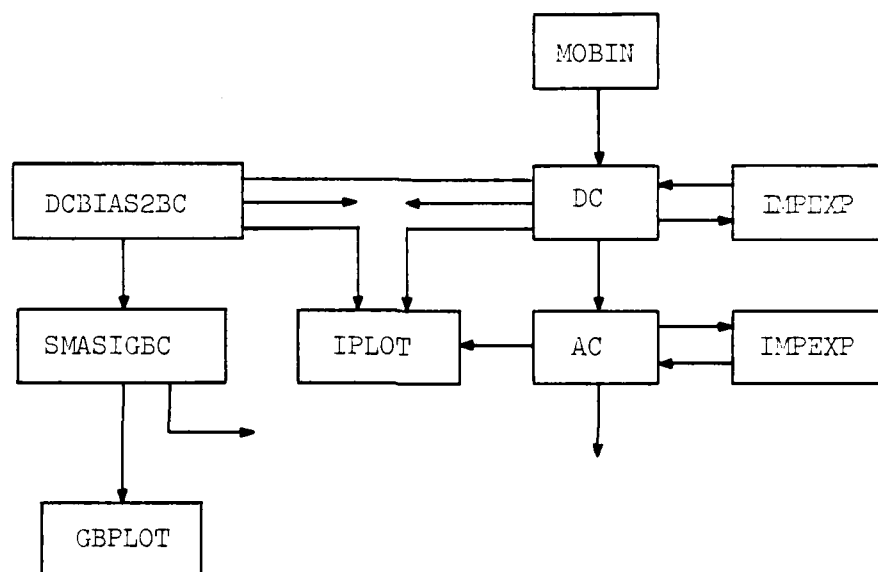 MOBIN
DCBIAS2BC
DC
IMPEXP
SMASIGBC
IPLOT
AC
IMPEXP
GBPLOT